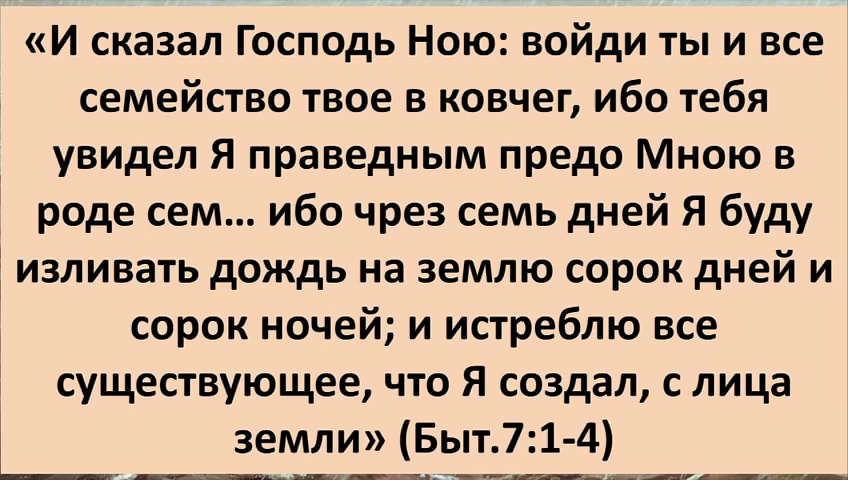 «И сказал Господь Ною: войди ты и все
семейство твое в ковчег, ибо тебя
увидел Я праведным предо Мною в
роде сем… ибо чрез семь дней Я буду
изливать дождь на землю сорок дней и
сорок ночей; и истреблю все
существующее, что Я создал, с лица
земли» (Быт.7:1-4)